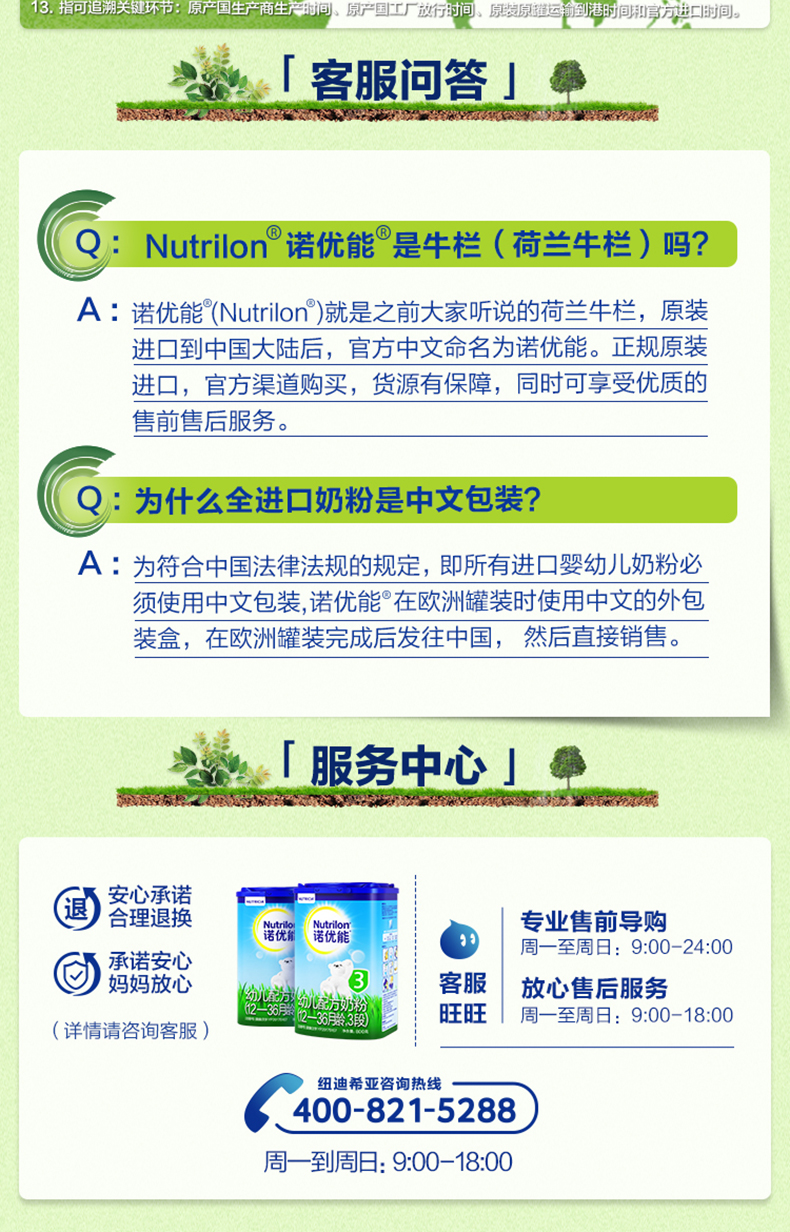 13. 指可追溯关键环节：原产国生产商生产时间、原产国工厂放行时间、原装原罐运输到港时间和官方进口时间。
「 客服问答 」
Q： Nutrilon®诺优能®是牛栏（荷兰牛栏）吗？
A：诺优能®(Nutrilon®)就是之前大家听说的荷兰牛栏，原装
进口到中国大陆后，官方中文命名为诺优能。正规原装
进口，官方渠道购买，货源有保障，同时可享受优质的
售前售后服务。
Q：为什么全进口奶粉是中文包装？
A：为符合中国法律法规的规定，即所有进口婴幼儿奶粉必
须使用中文包装,诺优能®在欧洲罐装时使用中文的外包
装盒，在欧洲罐装完成后发往中国， 然后直接销售。
「 服务中心 」
退
安心承诺
合理退换
承诺安心
妈妈放心
（详情请咨询客服）
NUTRICIA
Nutrilon
诺优能
3
幼儿配方奶粉
(12—36月龄,3段)
NUTRICIA
Nutrilon
诺优能
幼儿配方
(12—36月
客服
旺旺
专业售前导购
周一至周日：9:00-24:00
放心售后服务
周一至周日：9:00-18:00
纽迪希亚咨询热线
400-821-5288
周一到周日: 9:00-18:00